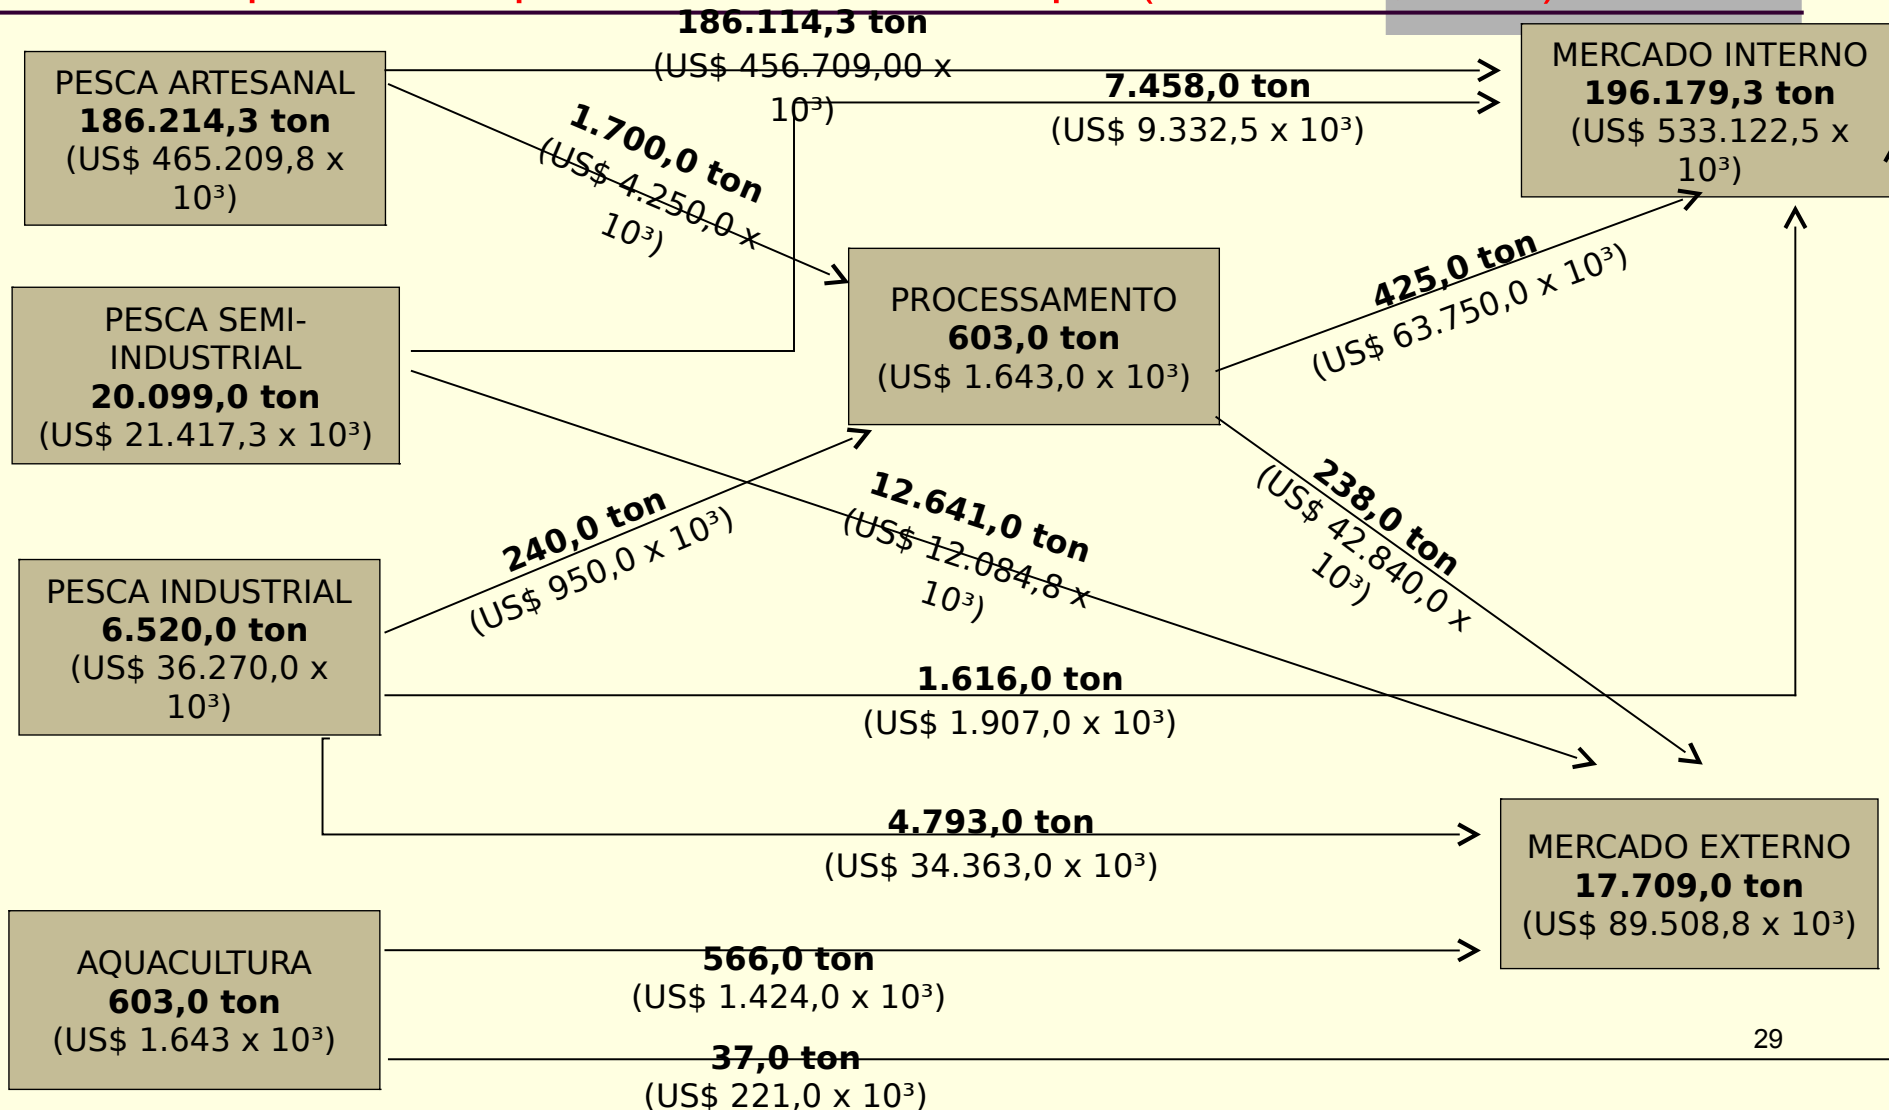 186.114,3 ton
(US$ 456.709,00 x
10³)
PESCA ARTESANAL
186.214,3 ton
(US$ 465.209,8 x
10³)
7.458,0 ton
(US$ 9.332,5 x 10³)
MERCADO INTERNO
196.179,3 ton
(US$ 533.122,5 x
10³)
1.700,0 ton
(US$ 4.250,0 x
10³)
PESCA SEMI-
INDUSTRIAL
20.099,0 ton
(US$ 21.417,3 x 10³)
PROCESSAMENTO
603,0 ton
(US$ 1.643,0 x 10³)
425,0 ton
(US$ 63.750,0 x 10³)
240,0 ton
(US$ 950,0 x 10³)
12.641,0 ton
(US$ 12.084,8 x
10³)
238,0 ton
(US$ 42.840,0 x
10³)
PESCA INDUSTRIAL
6.520,0 ton
(US$ 36.270,0 x
10³)
1.616,0 ton
(US$ 1.907,0 x 10³)
4.793,0 ton
(US$ 34.363,0 x 10³)
MERCADO EXTERNO
17.709,0 ton
(US$ 89.508,8 x 10³)
AQUACULTURA
603,0 ton
(US$ 1.643 x 10³)
566,0 ton
(US$ 1.424,0 x 10³)
29
37,0 ton
(US$ 221,0 x 10³)